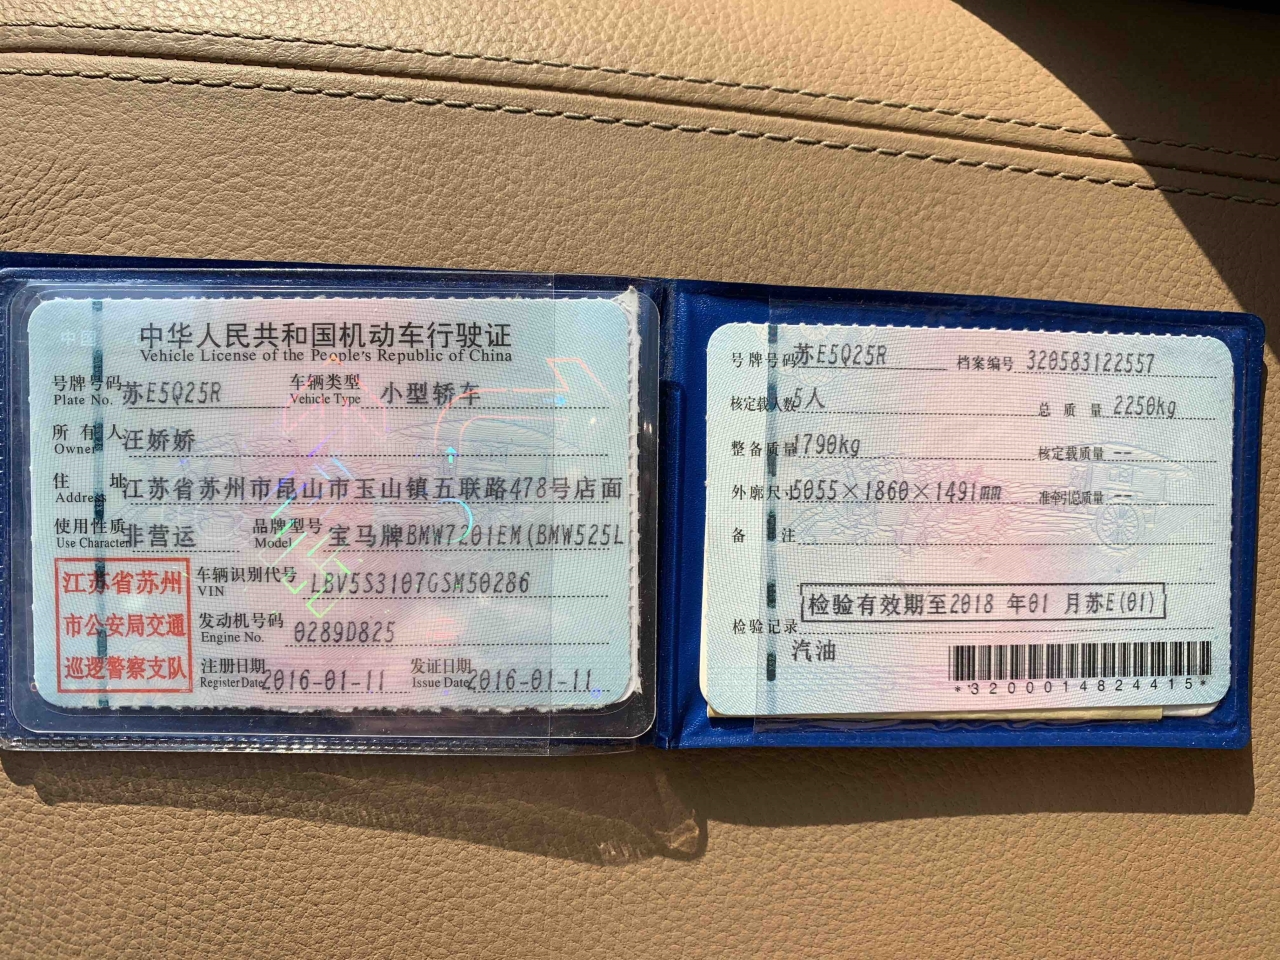 中华人民共和国机动车行驶证
Vehicle License of the People's Republic of China
号牌号码 苏E5Q25R 车辆类型 小型轿车
Plate No. Vehicle Type
所有人 汪娇娇
Owner
住址 江苏省苏州市昆山市玉山镇五联路478号店面
Address
使用性质 非营运 品牌型号 宝马牌BMW7201EM(BMW525L
Use Character Model
江苏省苏州
市公安局交通
巡逻警察支队
车辆识别代号 LBV5S3107GSM50286
VIN
发动机号码 0289D825
Engine No.
注册日期 2016-01-11 发证日期 2016-01-11
Register Date Issue Date
号牌号码 苏E5Q25R 档案编号 320583122557
核定载人数 5人 总质量 2250kg
整备质量 1790kg 核定载质量 --
外廓尺寸 5055×1860×1491mm 准牵引总质量 --
备注
检验有效期至2018 年01 月苏E(01)
检验记录
汽油
*3200014824415*